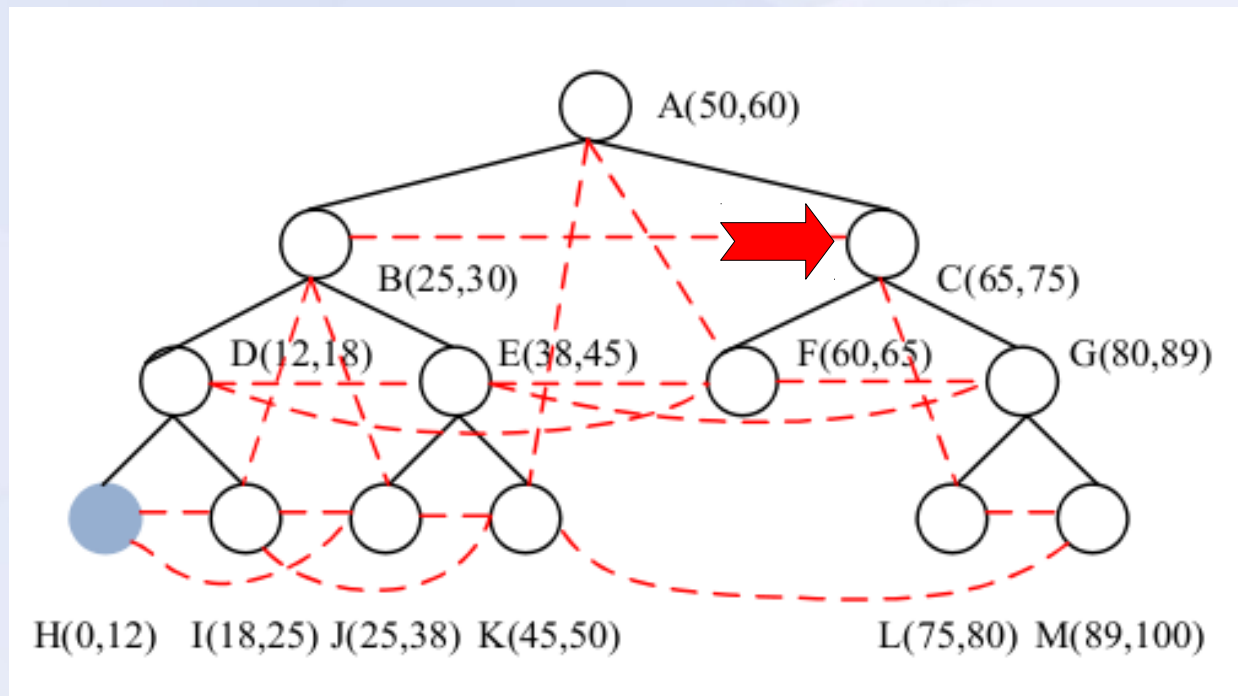 A(50,60)
B(25,30)
C(65,75)
D(12,18)
E(38,45)
F(60,65)
G(80,89)
H(0,12)
I(18,25)
J(25,38)
K(45,50)
L(75,80)
M(89,100)